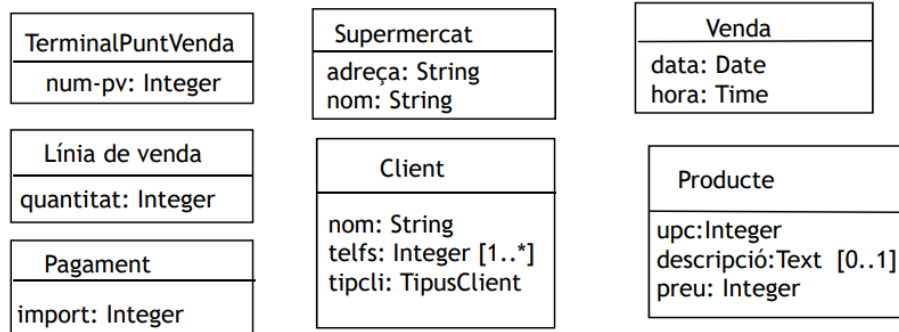 TerminalPuntVenda
num-pv: Integer
Supermercat
adreça: String
nom: String
Venda
data: Date
hora: Time
Línia de venda
quantitat: Integer
Client
nom: String
telfs: Integer [1..*]
tipcli: TipusClient
Producte
upc:Integer
descripció:Text [0..1]
preu: Integer
Pagament
import: Integer